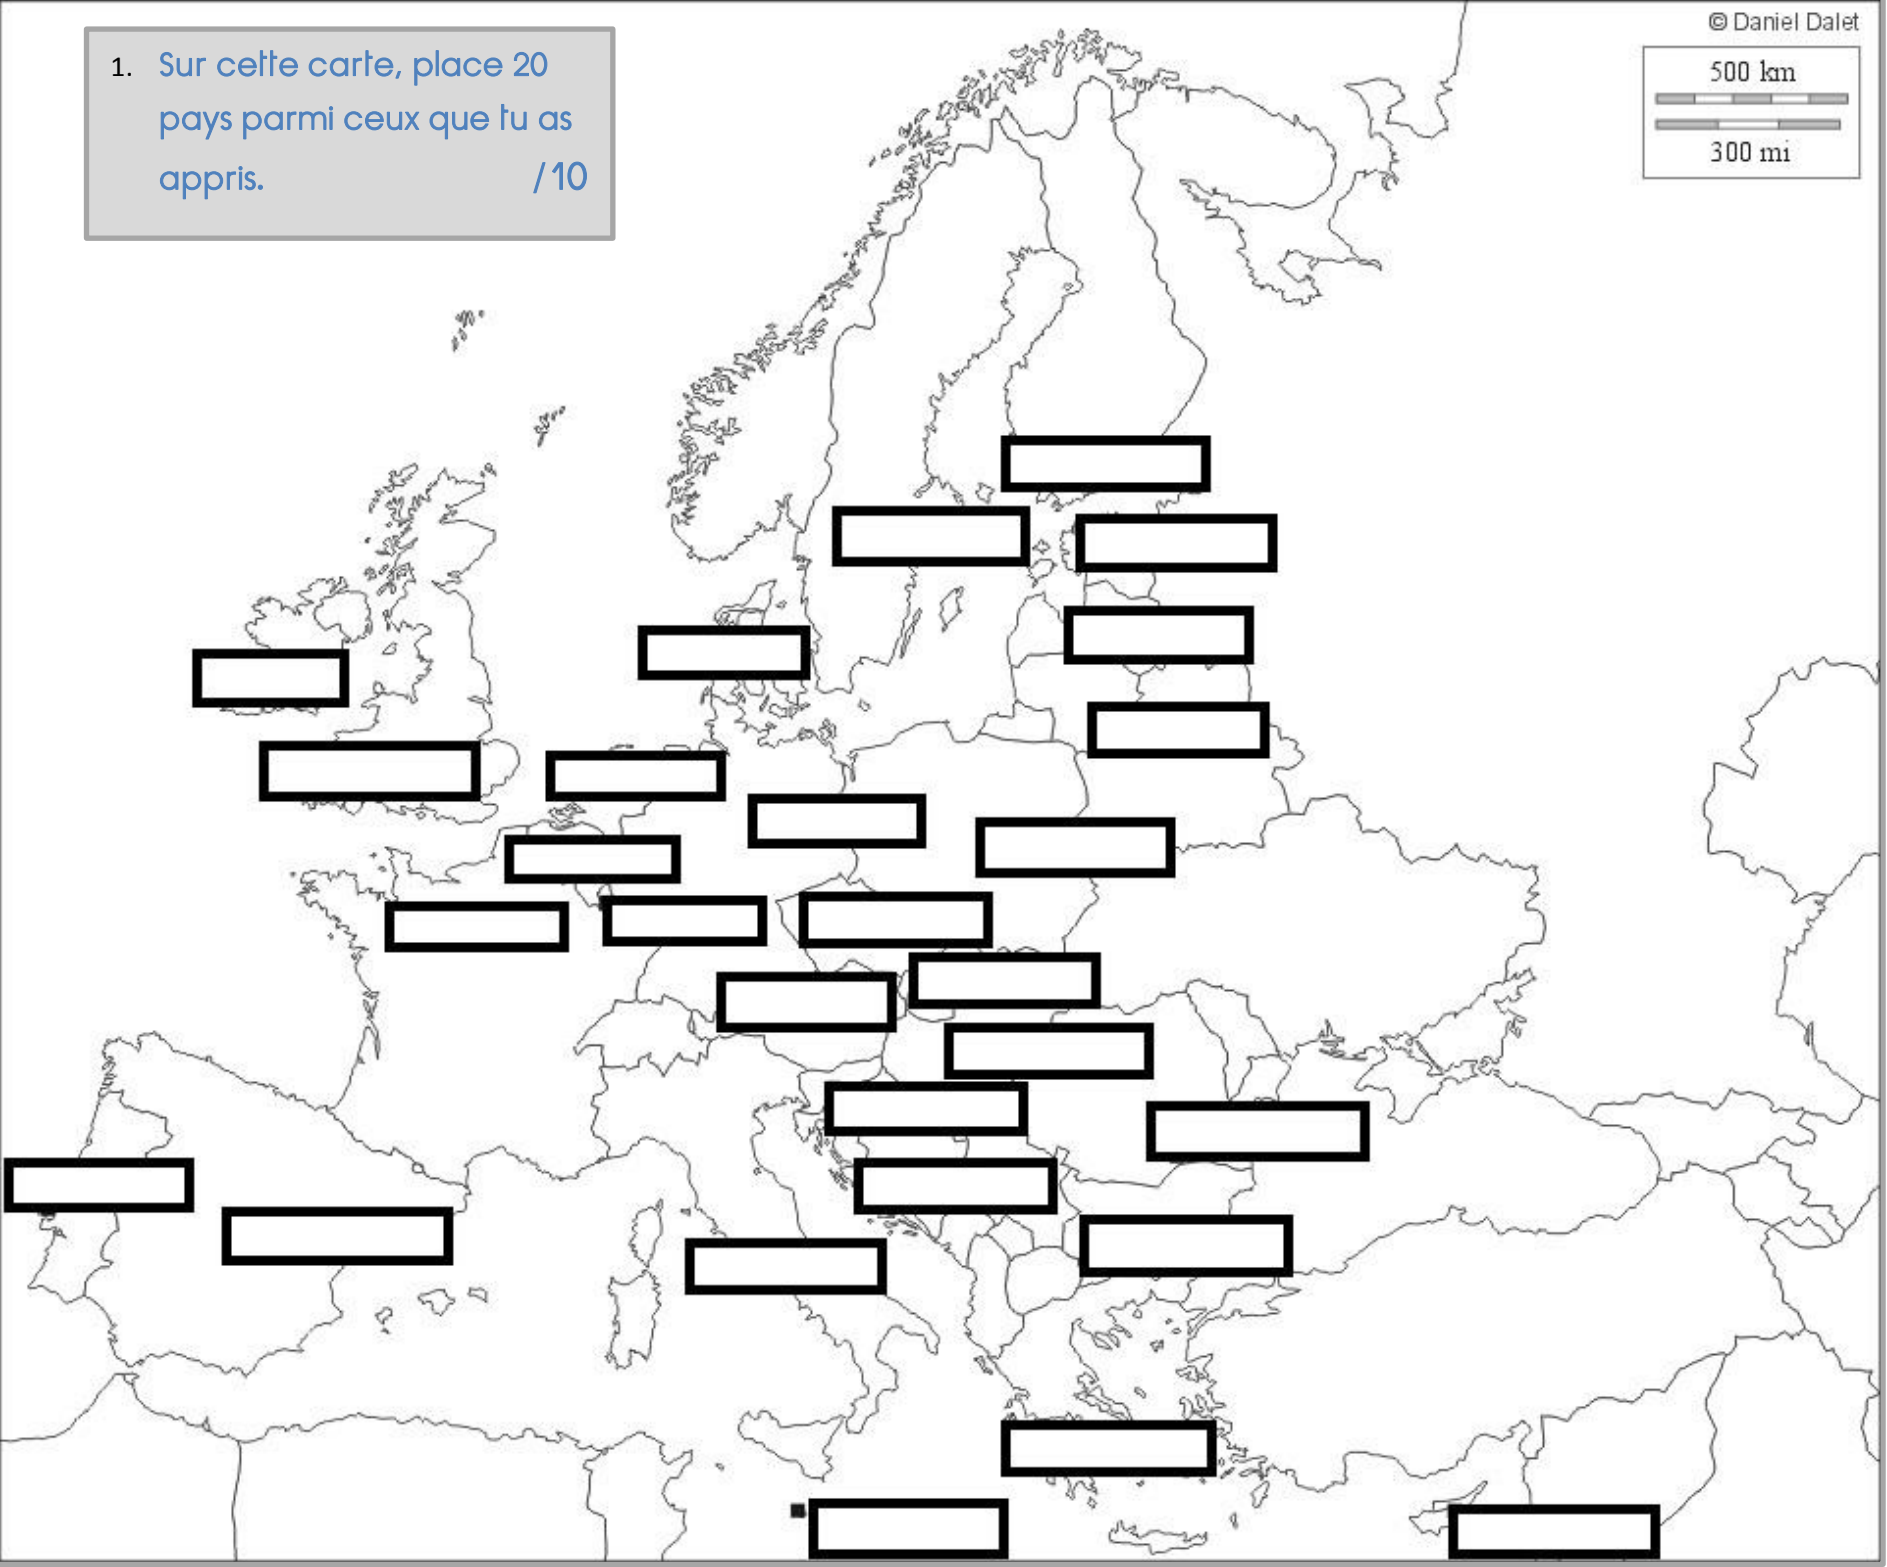 © Daniel Dalet
1. Sur cette carte, place 20
pays parmi ceux que tu as
appris. /10
500 km
300 mi